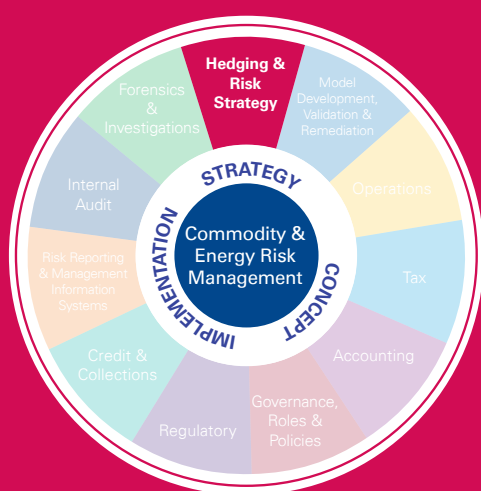 Hedging &
Risk
Strategy
Model
Development,
Validation &
Remediation
Operations
Tax
Accounting
Governance,
Roles &
Policies
Regulatory
Credit &
Collections
Risk Reporting
& Management
Information
Systems
Internal
Audit
Forensics
&
Investigations
STRATEGY
CONCEPT
IMPLEMENTATION
Commodity &
Energy Risk
Management